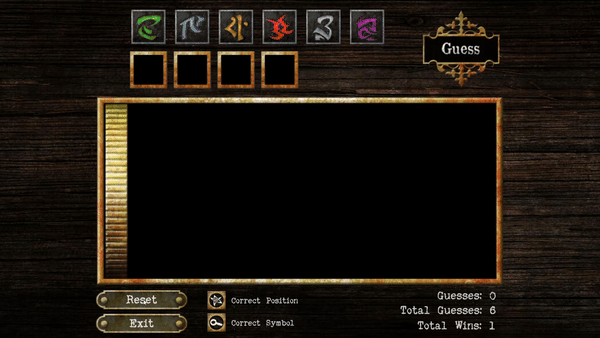 Guess
Reset
Exit
Correct Position
Correct Symbol
Guesses: 0
Total Guesses: 6
Total Wins: 1